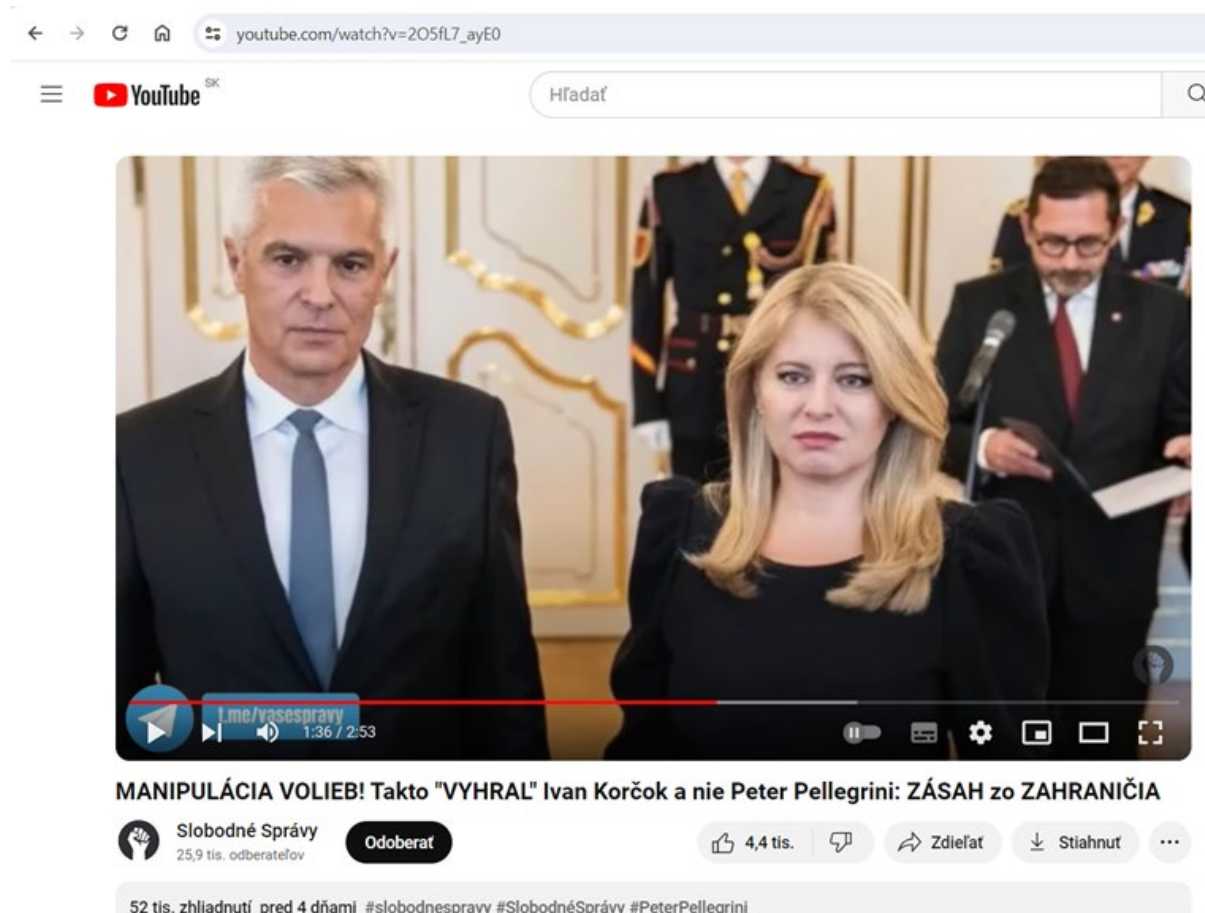 youtube.com/watch?v=2O5fL7_ayE0
YouTube SK
Hľadať
t.me/vasespravy
1:36 / 2:53
MANIPULÁCIA VOLIEB! Takto "VYHRAL" Ivan Korčok a nie Peter Pellegrini: ZÁSAH zo ZAHRANIČIA
Slobodné Správy
25,9 tis. odberateľov
Odoberať
4,4 tis.
Zdieľať
Stiahnuť
52 tis. zhliadnutí pred 4 dňami #slobodnespravy #SlobodnéSprávy #PeterPellegrini